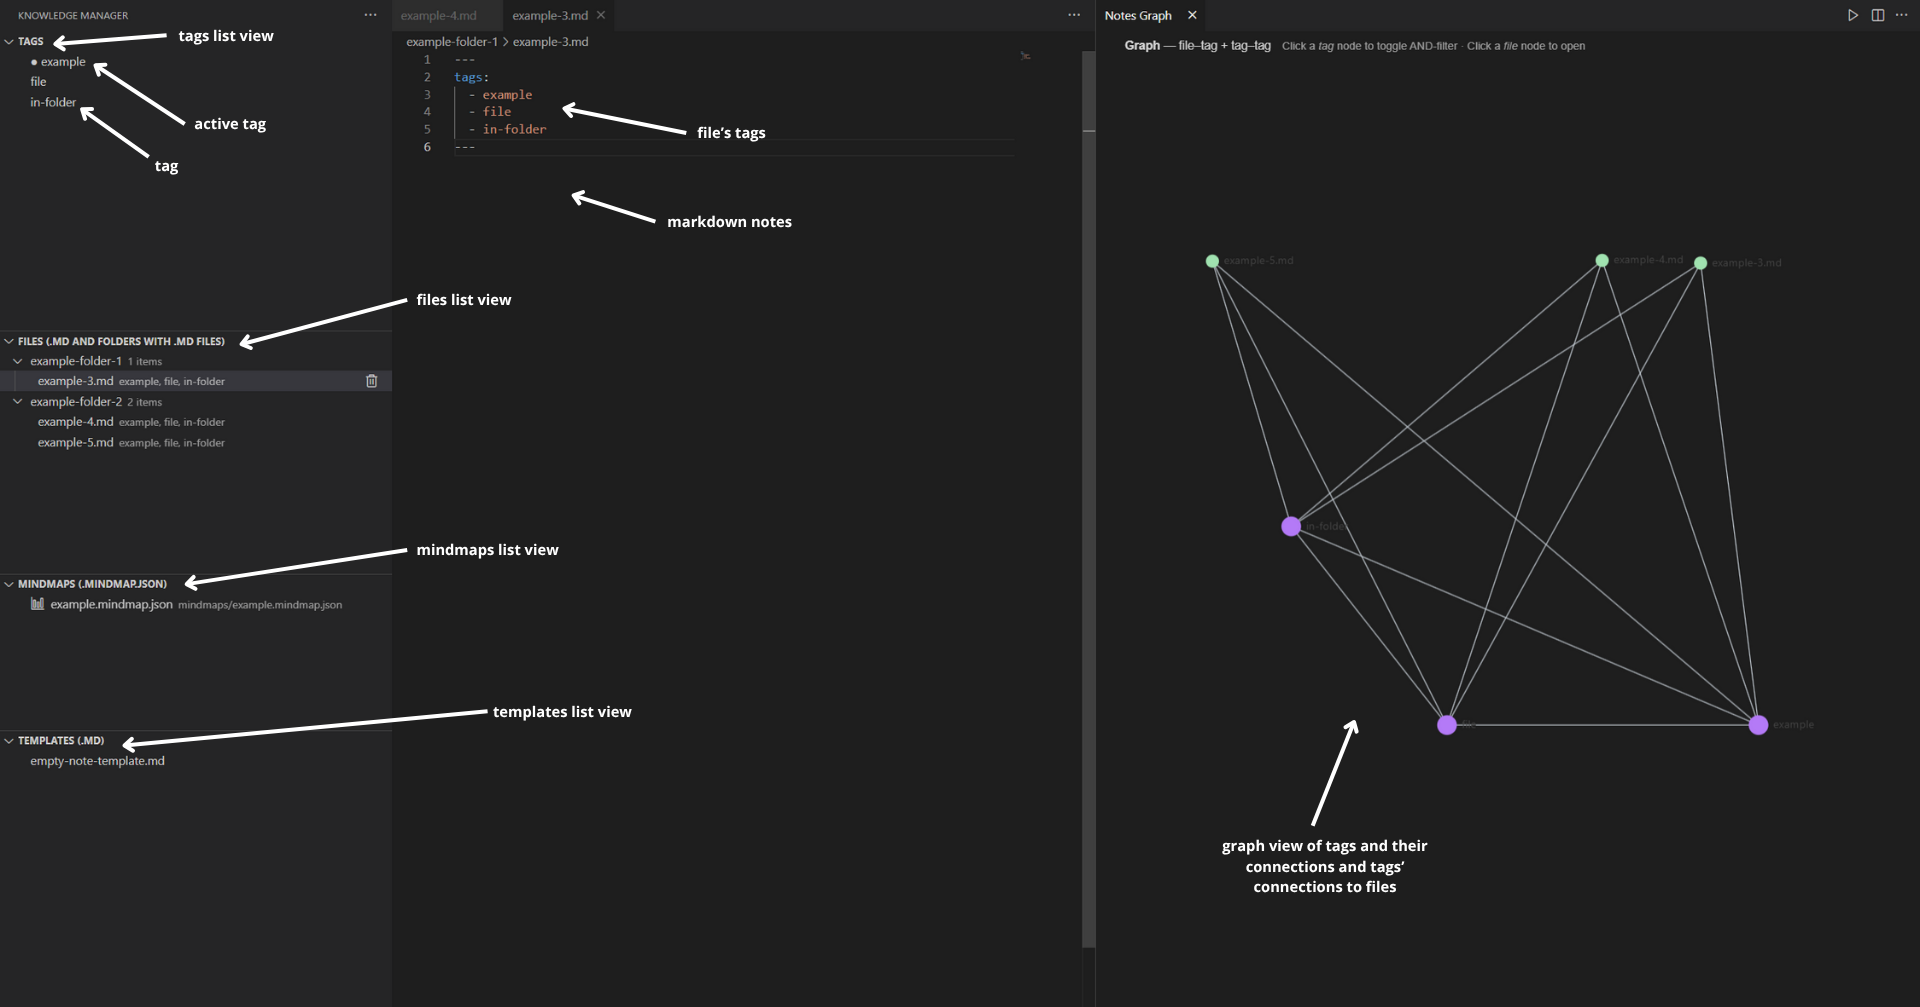 KNOWLEDGE MANAGER
TAGS
tags list view
● example
file
in-folder
active tag
tag
FILES (.MD AND FOLDERS WITH .MD FILES)
files list view
example-folder-1 1 items
example-3.md example, file, in-folder
example-folder-2 2 items
example-4.md example, file, in-folder
example-5.md example, file, in-folder
MINDMAPS (.MINDMAP.JSON)
mindmaps list view
example.mindmap.json mindmaps/example.mindmap.json
TEMPLATES (.MD)
templates list view
empty-note-template.md
example-4.md
example-3.md
example-folder-1 > example-3.md
1 ---
2 tags:
3 - example
4 - file
5 - in-folder
6 ---
file's tags
markdown notes
Notes Graph
Graph — file–tag + tag–tag Click a tag node to toggle AND-filter · Click a file node to open
example-5.md
example-4.md
example-3.md
in-folder
file
example
graph view of tags and their
connections and tags'
connections to files